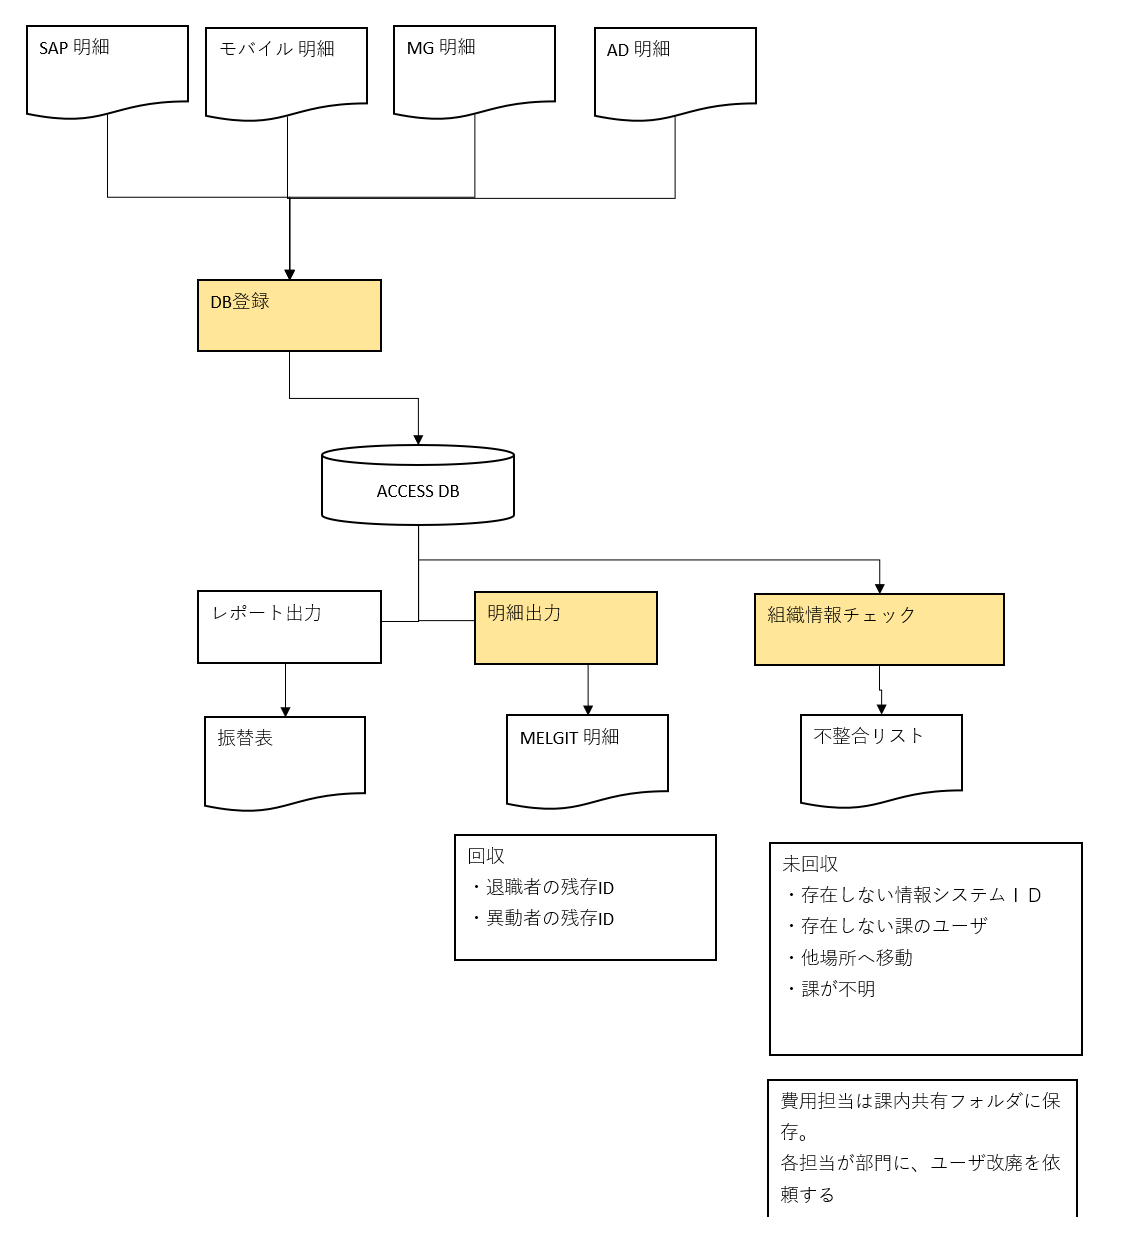 SAP 明細
モバイル 明細
MG 明細
AD 明細
DB登録
ACCESS DB
レポート出力
明細出力
組織情報チェック
振替表
MELGIT 明細
不整合リスト
回収
・退職者の残存ID
・異動者の残存ID
未回収
・存在しない情報システムＩＤ
・存在しない課のユーザ
・他場所へ移動
・課が不明
費用担当は課内共有フォルダに保
存。
各担当が部門に、ユーザ改廃を依
頼する